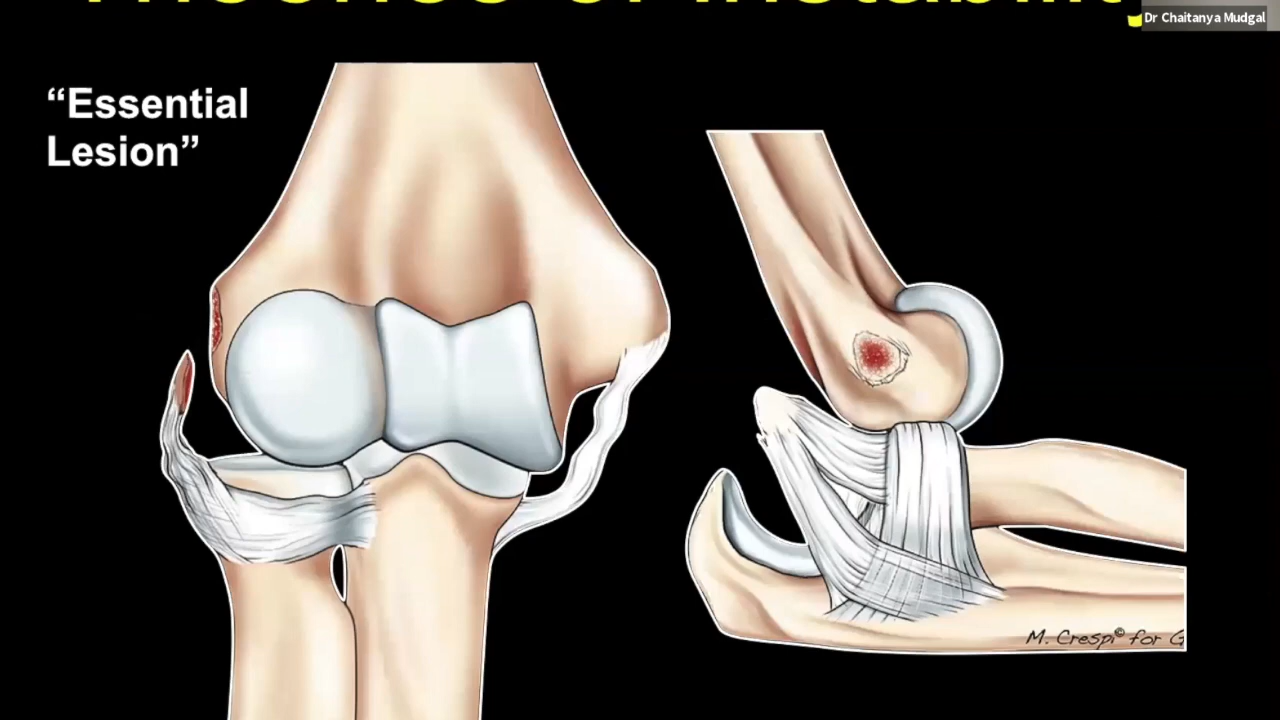 Dr Chaitanya Mudgal
“Essential
Lesion”
M. Crespi© for